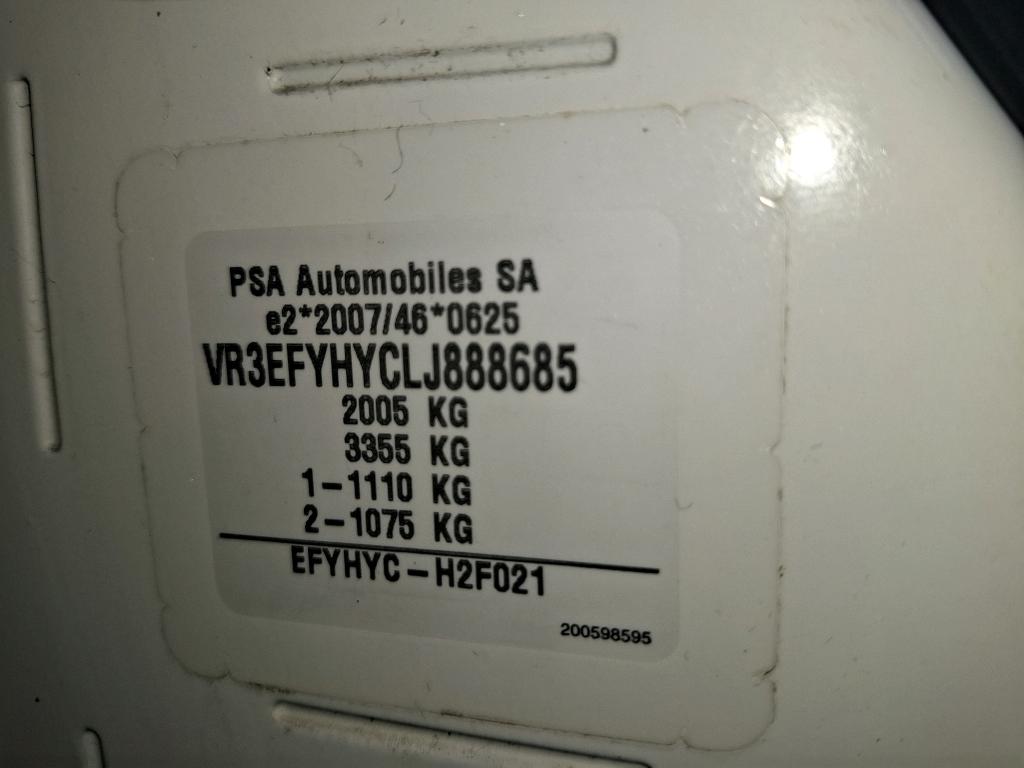 PSA Automobiles SA
e2*2007/46*0625
VR3EFYHYCLJ888685
2005 KG
3355 KG
1-1110 KG
2-1075 KG
EFYHYC-H2F021
200598595